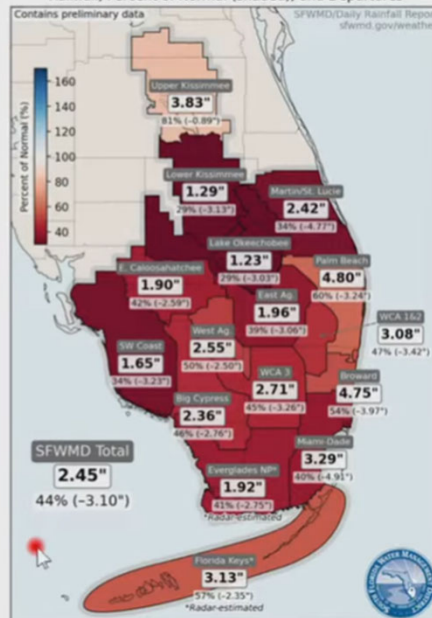 Contains preliminary data
SFWMD/Daily Rainfall Repor
sfwmd.gov/weathe
Percent of Normal (%)
160
140
120
100
80
60
40
Upper Kissimmee
3.83"
81% (-0.89")
Lower Kissimmee
1.29"
29% (-3.13")
Martin/St. Lucie
2.42"
34% (-4.77")
Lake Okeechobee
1.23"
29% (-3.03")
E. Caloosahatchee
1.90"
42% (-2.59")
Palm Beach
4.80"
60% (-3.24")
East Ag.
1.96"
39% (-3.06")
WCA 1&2
3.08"
47% (-3.42")
West Ag.
2.55"
50% (-2.50")
SW Coast
1.65"
34% (-3.23")
WCA 3
2.71"
45% (-3.26")
Broward
4.75"
54% (-3.97")
Big Cypress
2.36"
46% (-2.76")
SFWMD Total
2.45"
44% (−3.10")
Miami-Dade
3.29"
40% (-4.91")
Everglades NP*
1.92"
41% (-2.75")
*Radar-estimated
Florida Keys*
3.13"
57% (-2.35")
*Radar-estimated